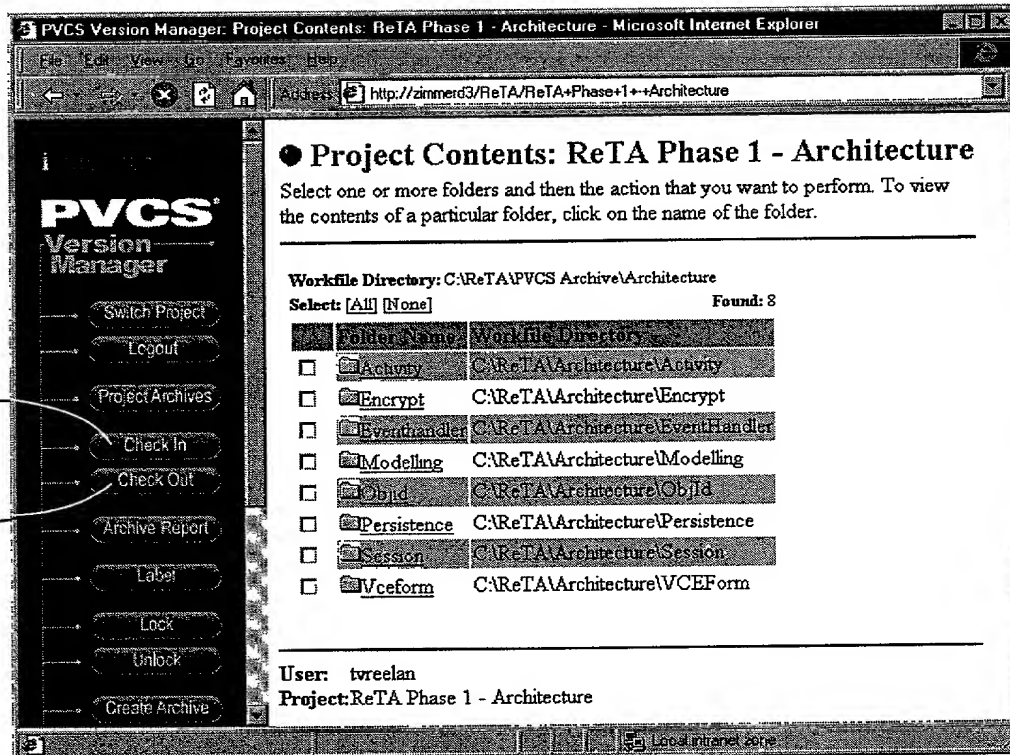 PVCS Version Manager: Project Contents: ReTA Phase 1 - Architecture - Microsoft Internet Explorer
File Edit View Go Favorites Help
Address http://zimmerd3/ReTA/ReTA+Phase+1+-+Architecture
PVCS
Version
Manager
Switch Project
Logout
Project Archives
Check In
Check Out
Archive Report
Label
Lock
Unlock
Create Archive
Project Contents: ReTA Phase 1 - Architecture
Select one or more folders and then the action that you want to perform. To view
the contents of a particular folder, click on the name of the folder.
Workfile Directory: C:\ReTA\PVCS Archive\Architecture
Select: [All] [None] Found: 8
Folder Name Workfile Directory
Activity C:\ReTA\Architecture\Activity
Encrypt C:\ReTA\Architecture\Encrypt
Eventhandler C:\ReTA\Architecture\EventHandler
Modelling C:\ReTA\Architecture\Modelling
Objid C:\ReTA\Architecture\ObjId
Persistence C:\ReTA\Architecture\Persistence
Session C:\ReTA\Architecture\Session
Vceform C:\ReTA\Architecture\VCEForm
User: tvreelan
Project:ReTA Phase 1 - Architecture
Local intranet zone